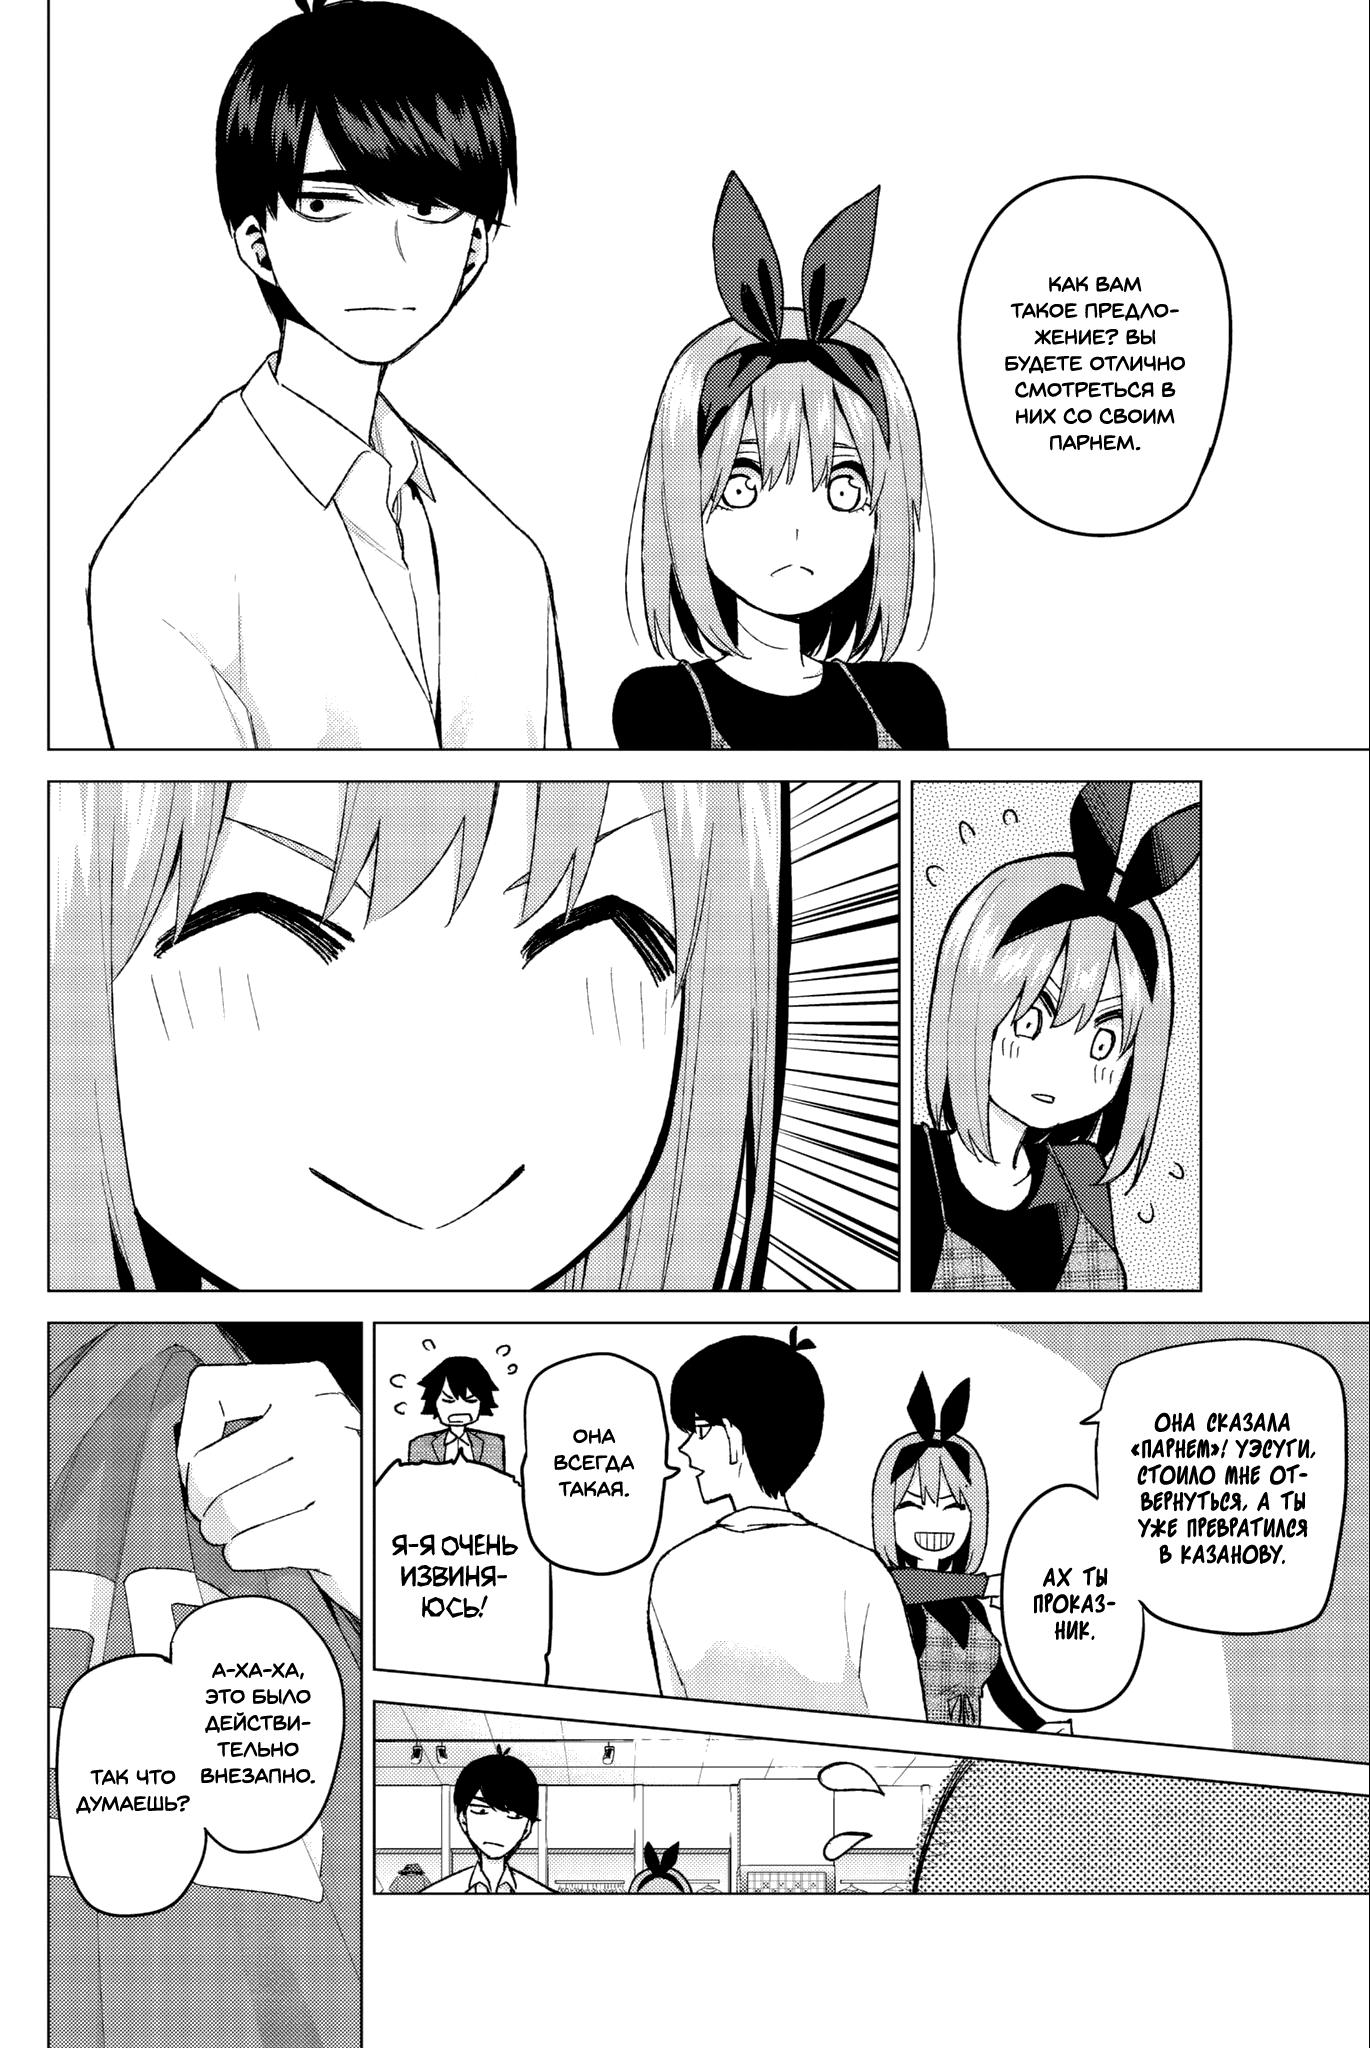 КАК ВАМ
ТАКОЕ ПРЕДЛО-
ЖЕНИЕ? ВЫ
БУДЕТЕ ОТЛИЧНО
СМОТРЕТЬСЯ В
НИХ СО СВОИМ
ПАРНЕМ.
ОНА СКАЗАЛА
«ПАРНЕМ»! УЭСУГИ,
СТОИЛО МНЕ ОТ-
ВЕРНУТЬСЯ, А ТЫ
УЖЕ ПРЕВРАТИЛСЯ
В КАЗАНОВУ.
АХ ТЫ
ПРОКАЗ-
НИК.
ОНА
ВСЕГДА
ТАКАЯ.
Я-Я ОЧЕНЬ
ИЗВИНЯ-
ЮСЬ!
А-ХА-ХА,
ЭТО БЫЛО
ДЕЙСТВИ-
ТЕЛЬНО
ВНЕЗАПНО.
ТАК ЧТО
ДУМАЕШЬ?